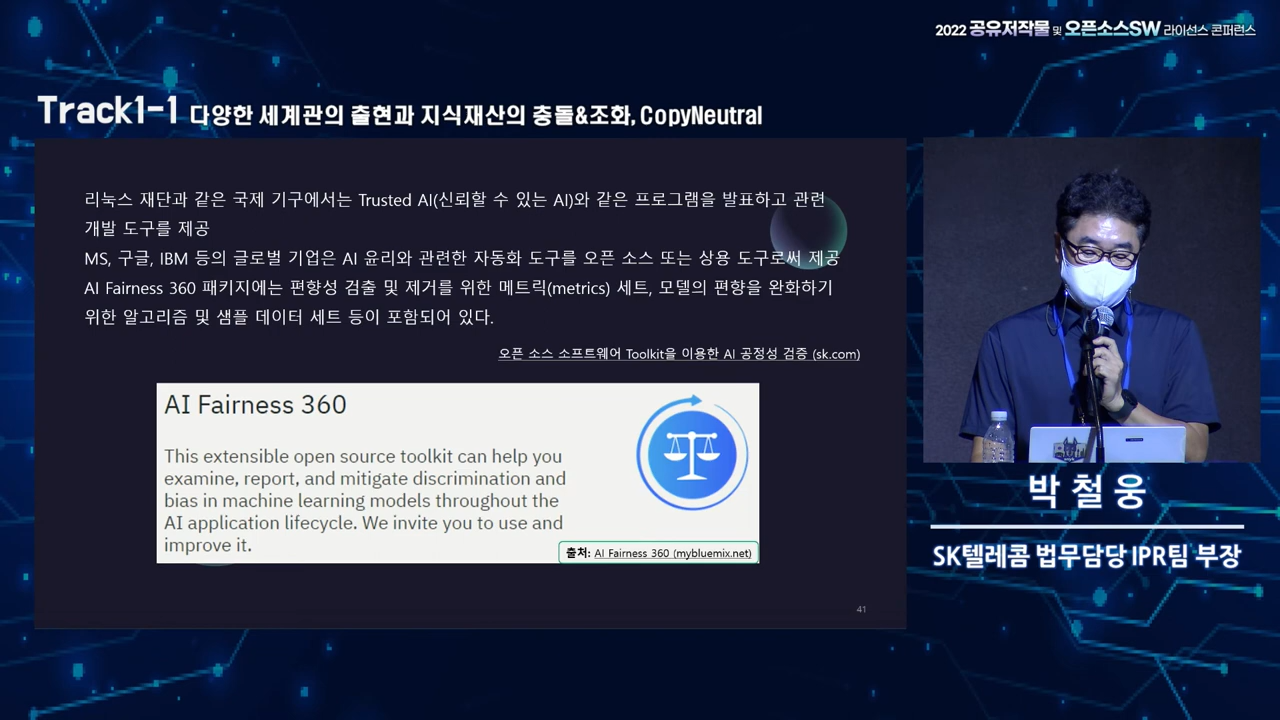 2022 공유저작물 및 오픈소스SW 라이선스 콘퍼런스
Track1-1 다양한 세계관의 출현과 지식재산의 충돌&조화, CopyNeutral
리눅스 재단과 같은 국제 기구에서는 Trusted AI(신뢰할 수 있는 AI)와 같은 프로그램을 발표하고 관련
개발 도구를 제공
MS, 구글, IBM 등의 글로벌 기업은 AI 윤리와 관련한 자동화 도구를 오픈 소스 또는 상용 도구로써 제공
AI Fairness 360 패키지에는 편향성 검출 및 제거를 위한 메트릭(metrics) 세트, 모델의 편향을 완화하기
위한 알고리즘 및 샘플 데이터 세트 등이 포함되어 있다.
오픈 소스 소프트웨어 Toolkit을 이용한 AI 공정성 검증 (sk.com)
AI Fairness 360
This extensible open source toolkit can help you
examine, report, and mitigate discrimination and
bias in machine learning models throughout the
AI application lifecycle. We invite you to use and
improve it.
출처: AI Fairness 360 (mybluemix.net)
41
박철웅
SK텔레콤 법무담당 IPR팀 부장